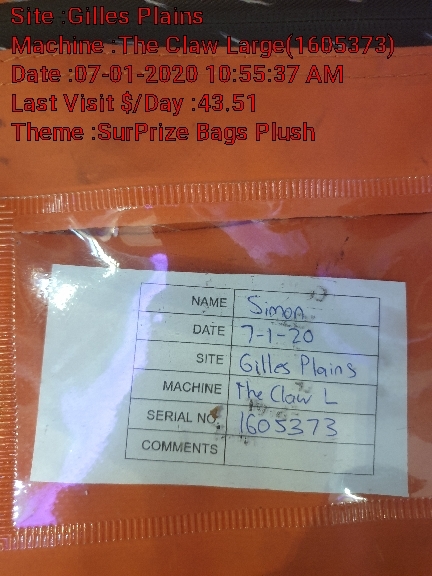 Site :Gilles Plains
Machine :The Claw Large(1605373)
Date :07-01-2020 10:55:37 AM
Last Visit $/Day :43.51
Theme :SurPrize Bags Plush
NAME Simon
DATE 7-1-20
SITE Gilles Plains
MACHINE The Claw L
SERIAL NO. 1605373
COMMENTS